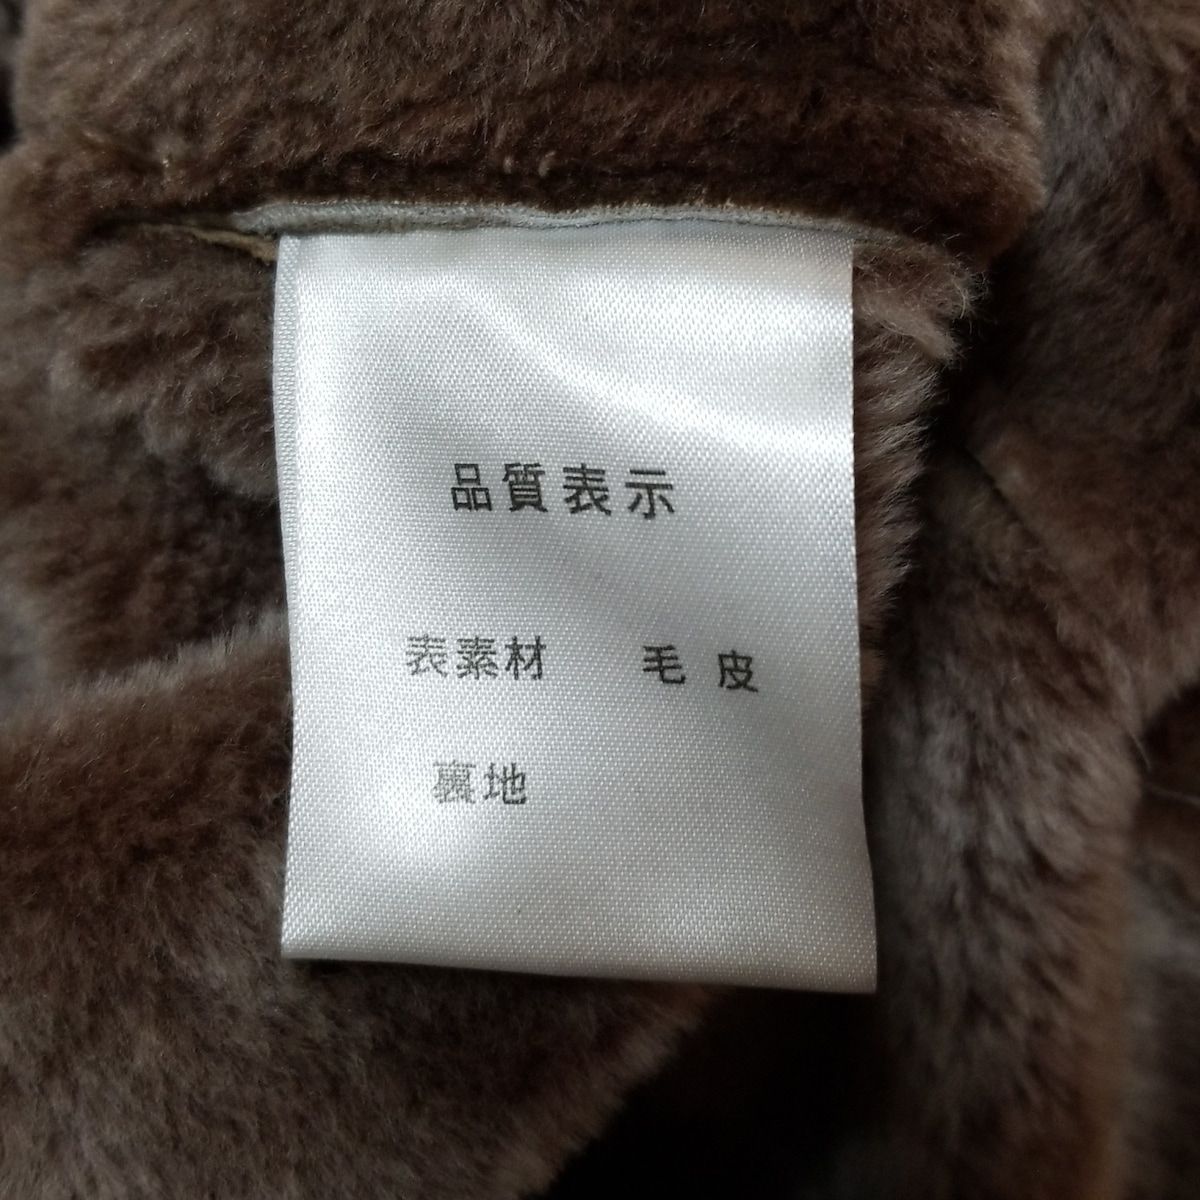 品質表示
表素材　毛皮
裏地